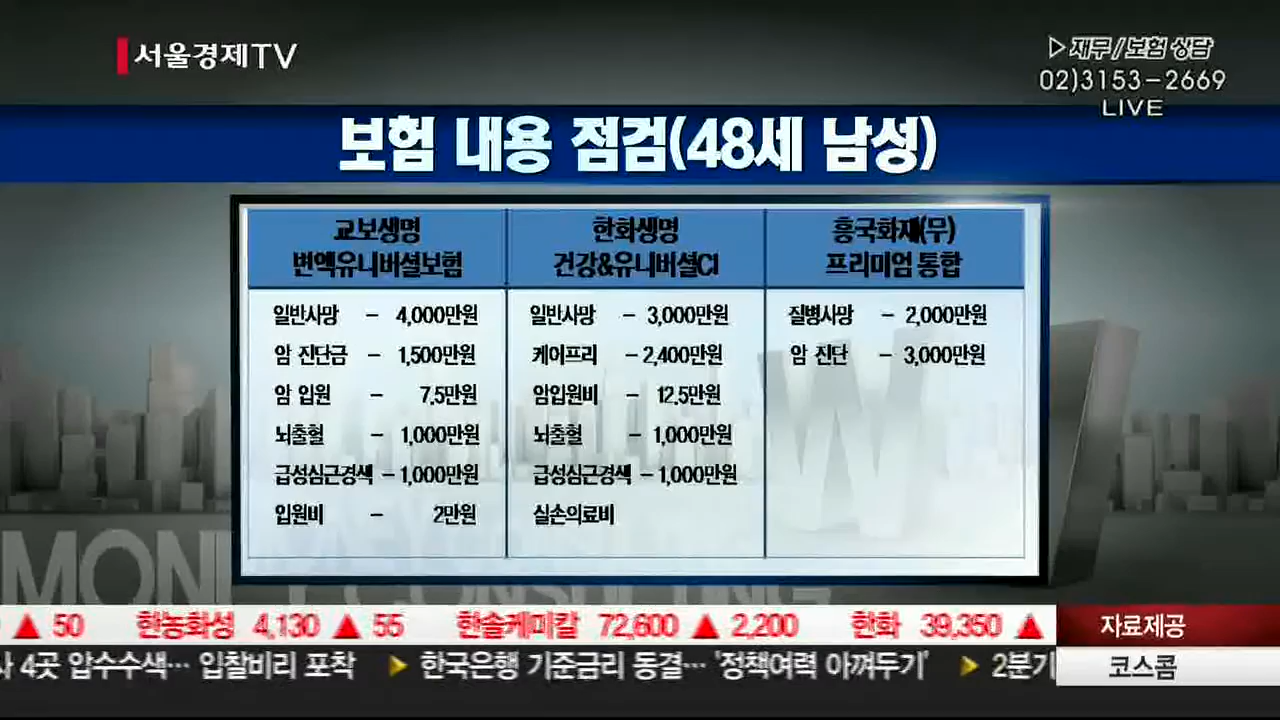 서울경제TV
▷재무/보험 상담
02)3153-2669
LIVE
보험 내용 점검(48세 남성)
교보생명
변액유니버셜보험
일반사망 - 4,000만원
암 진단금 - 1,500만원
암 입원 - 7.5만원
뇌출혈 - 1,000만원
급성심근경색 - 1,000만원
입원비 - 2만원
한화생명
건강&유니버셜CI
일반사망 - 3,000만원
케어프리 - 2,400만원
암입원비 - 12.5만원
뇌출혈 - 1,000만원
급성심근경색 - 1,000만원
실손의료비
흥국화재(무)
프리미엄 통합
질병사망 - 2,000만원
암 진단 - 3,000만원
▲ 50 한농화성 4,130 ▲ 55 한솔케미칼 72,600 ▲ 2,200 한화 39,350 ▲
자료제공
4곳 압수수색… 입찰비리 포착 ▶ 한국은행 기준금리 동결… '정책여력 아껴두기' ▶ 2분기
코스콤